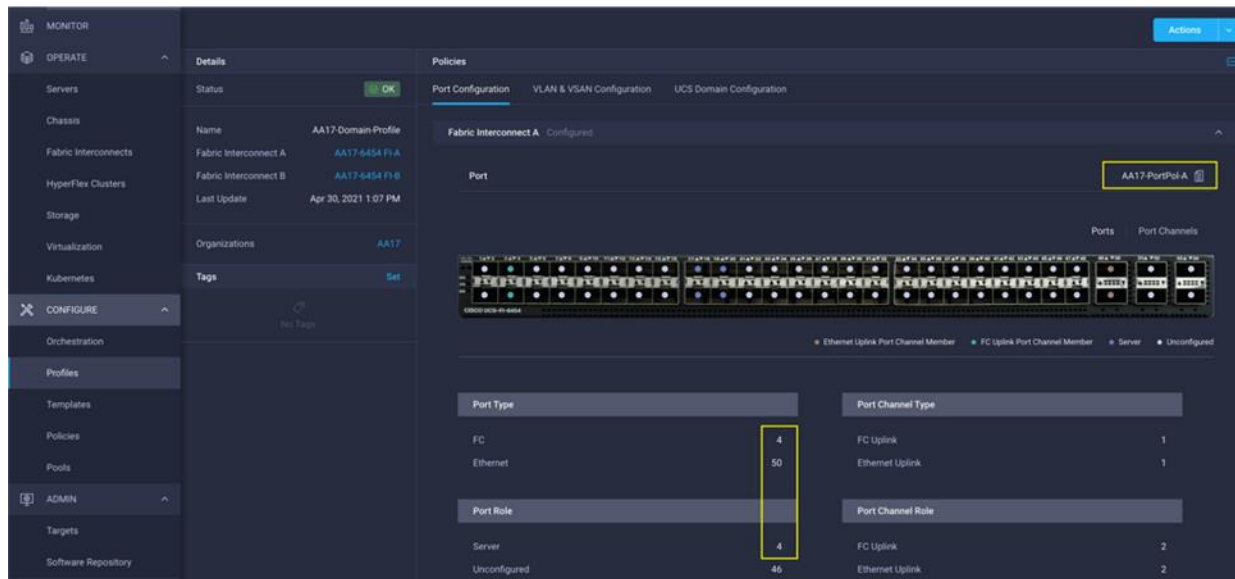 MONITOR
Actions
OPERATE
Details
Policies
Servers
Status
OK
Port Configuration
VLAN & VSAN Configuration
UCS Domain Configuration
Chassis
Name
AA17-Domain-Profile
Fabric Interconnect A Configured
Fabric Interconnects
Fabric Interconnect A
AA17-6454 FI-A
HyperFlex Clusters
Fabric Interconnect B
AA17-6454 FI-B
Port
AA17-PortPol-A
Last Update
Apr 30, 2021 1:07 PM
Storage
Ports
Port Channels
Virtualization
Organizations
AA17
Kubernetes
Tags
Set
CONFIGURE
No Tags
CISCO UCS-FI-6454
Orchestration
Ethernet Uplink Port Channel Member
FC Uplink Port Channel Member
Server
Unconfigured
Profiles
Templates
Port Type
Port Channel Type
Policies
FC
4
FC Uplink
1
Pools
Ethernet
50
Ethernet Uplink
1
ADMIN
Port Role
Port Channel Role
Targets
Server
4
FC Uplink
2
Software Repository
Unconfigured
46
Ethernet Uplink
2